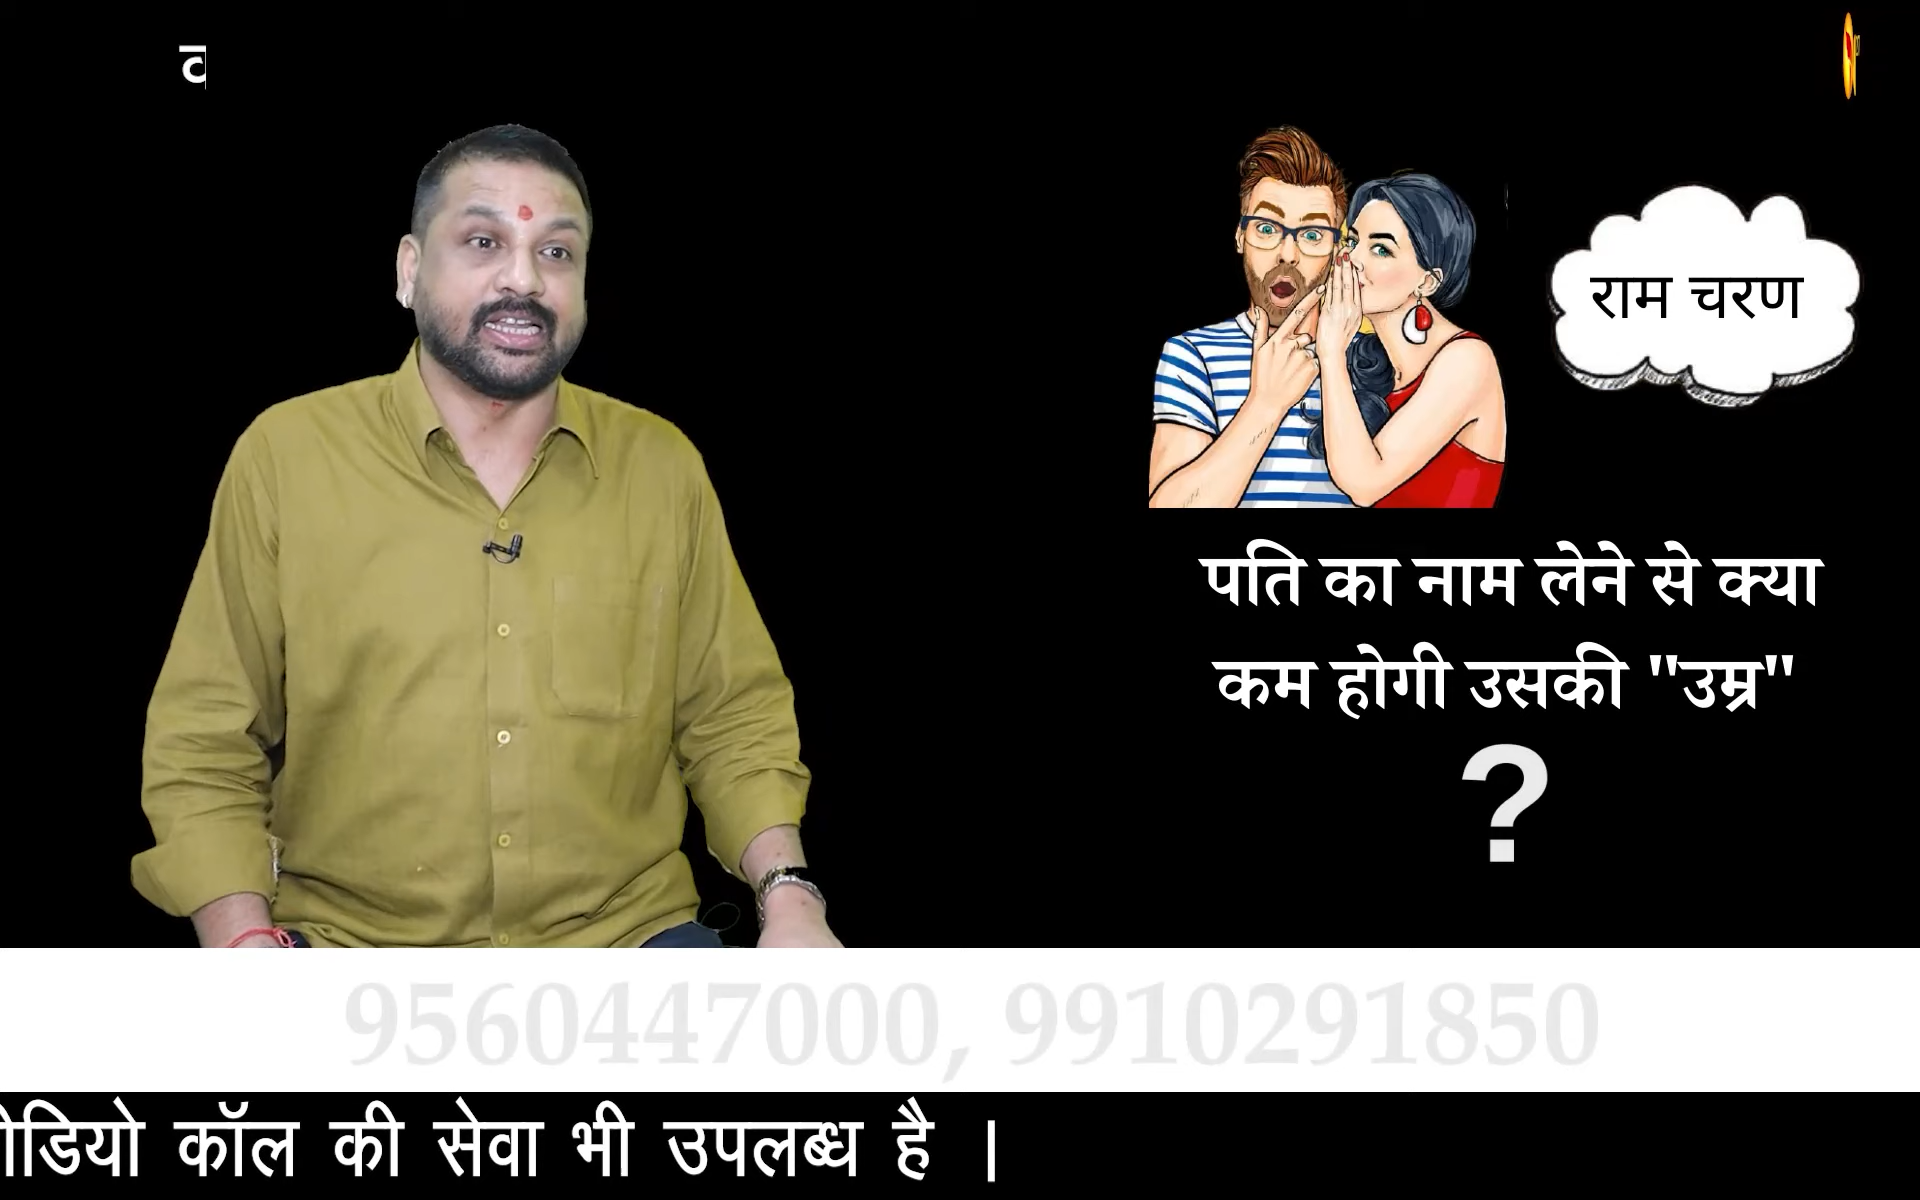 राम चरण
पति का नाम लेने से क्या
कम होगी उसकी "उम्र"
?
9560447000, 9910291850
कॉल की सेवा भी उपलब्ध है |